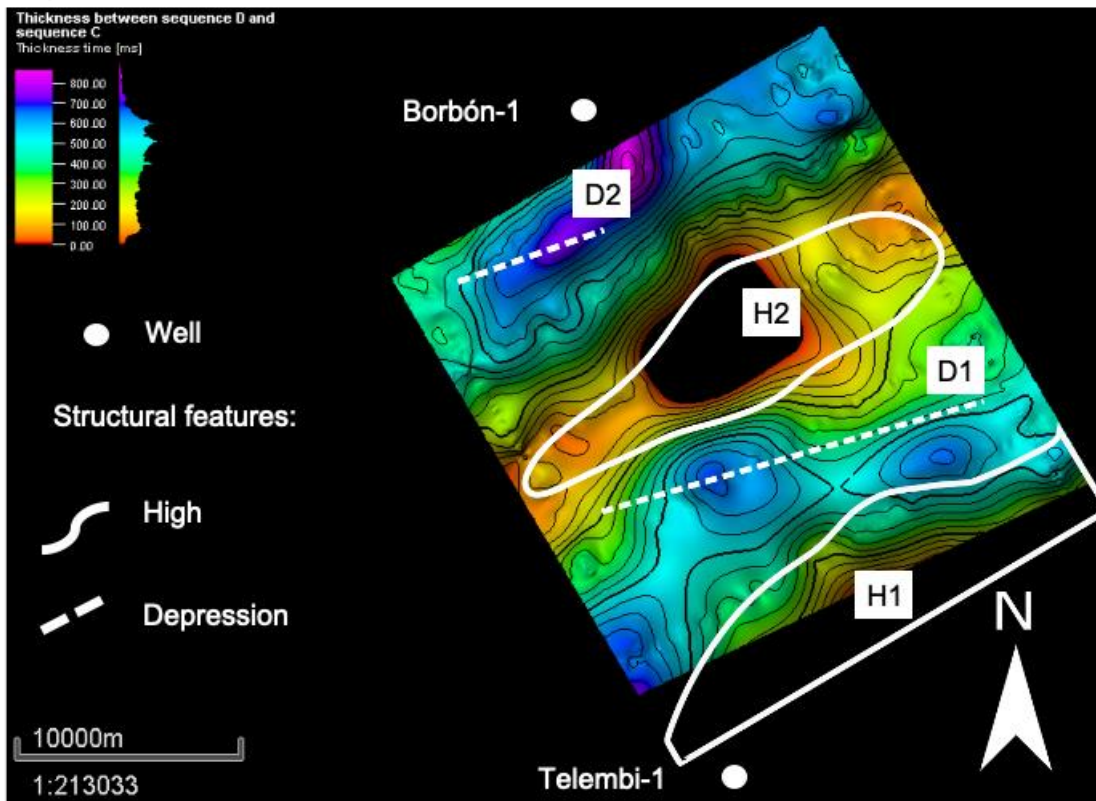 Thickness between sequence D and
sequence C
Thickness time [ms]
800.00
700.00
600.00
500.00
400.00
300.00
200.00
100.00
0.00
Borbón-1
D2
H2
D1
H1
Well
Structural features:
High
Depression
N
10000m
1:213033
Telembi-1